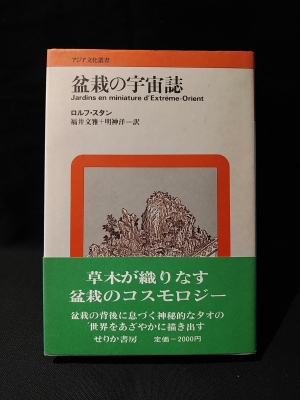 アジア文化叢書
盆栽の宇宙誌
Jardins en miniature d'Extrême-Orient
ロルフ・スタン
福井文雅+明神洋=訳
草木が織りなす
盆栽のコスモロジー
盆栽の背後に息づく神秘的なタオの
世界をあざやかに描き出す
せりか書房 定価=2000円